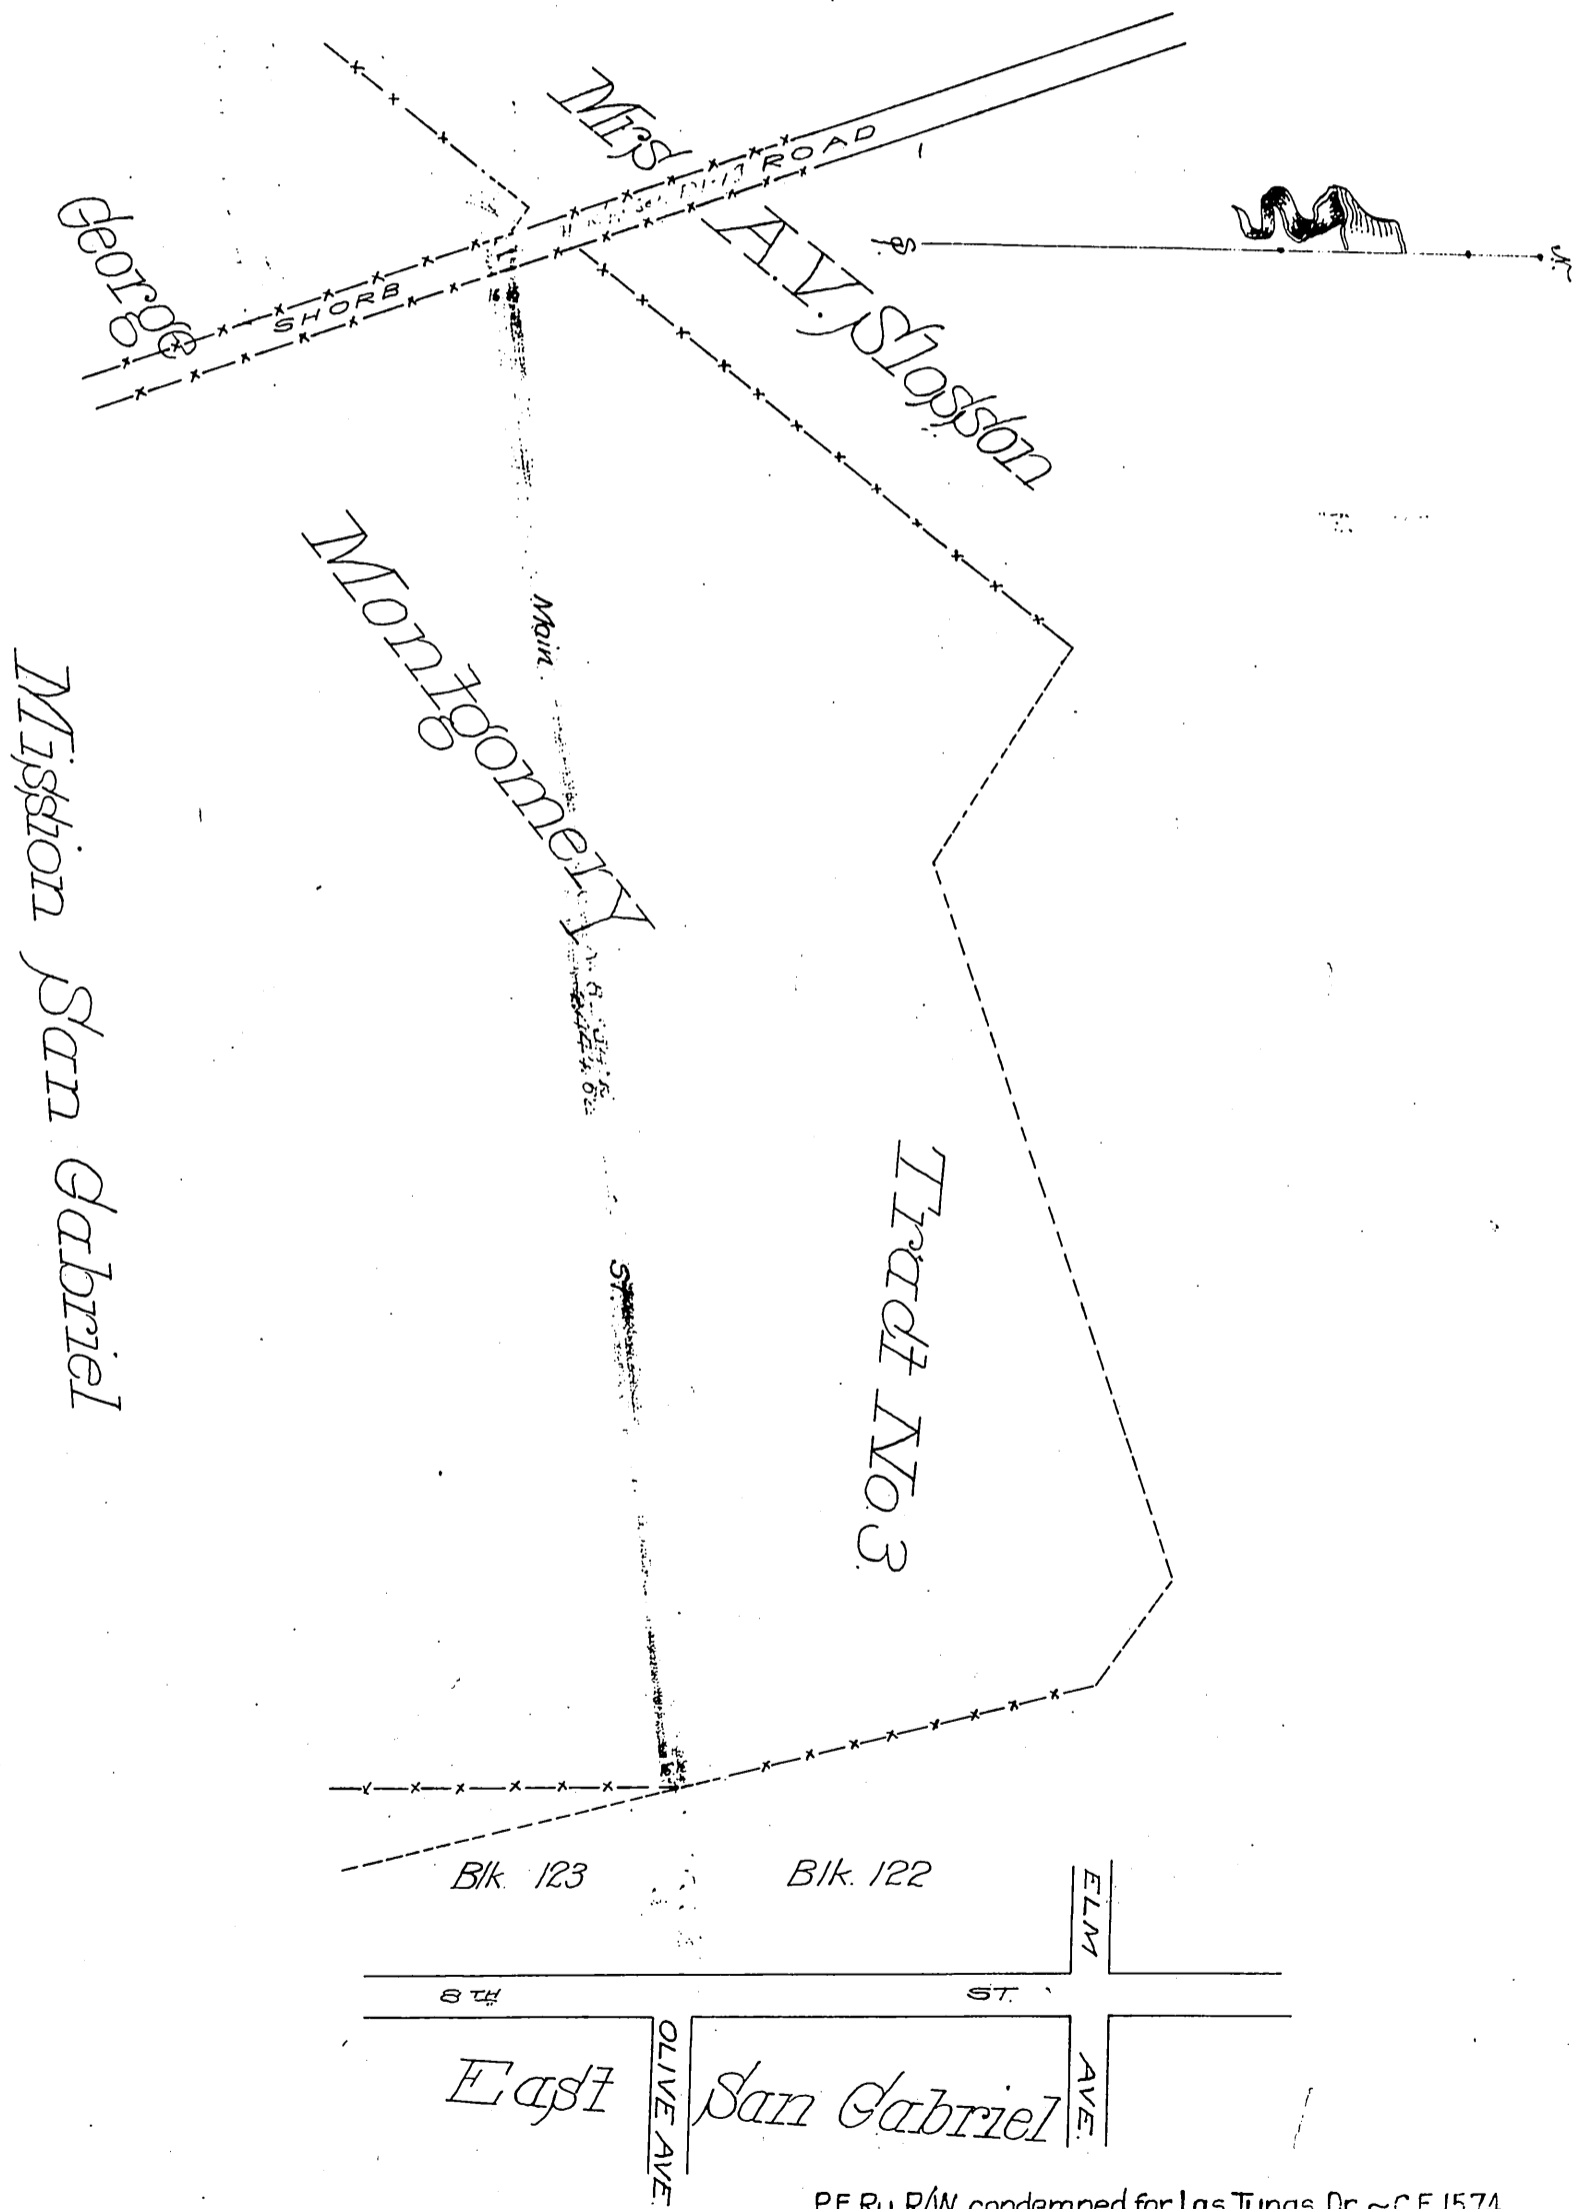 Mrs
A.V. Slosson
SHORB ROAD
S.
N.
George
Montgomery
16
Main
St.
Mission San Gabriel
Tract No. 3.
Blk. 123
Blk. 122
ELM AVE.
8TH ST.
OLIVE AVE.
East San Gabriel
P.E.Ry. R/W condemned for Las Tunas Dr. ~ C.F. 1574